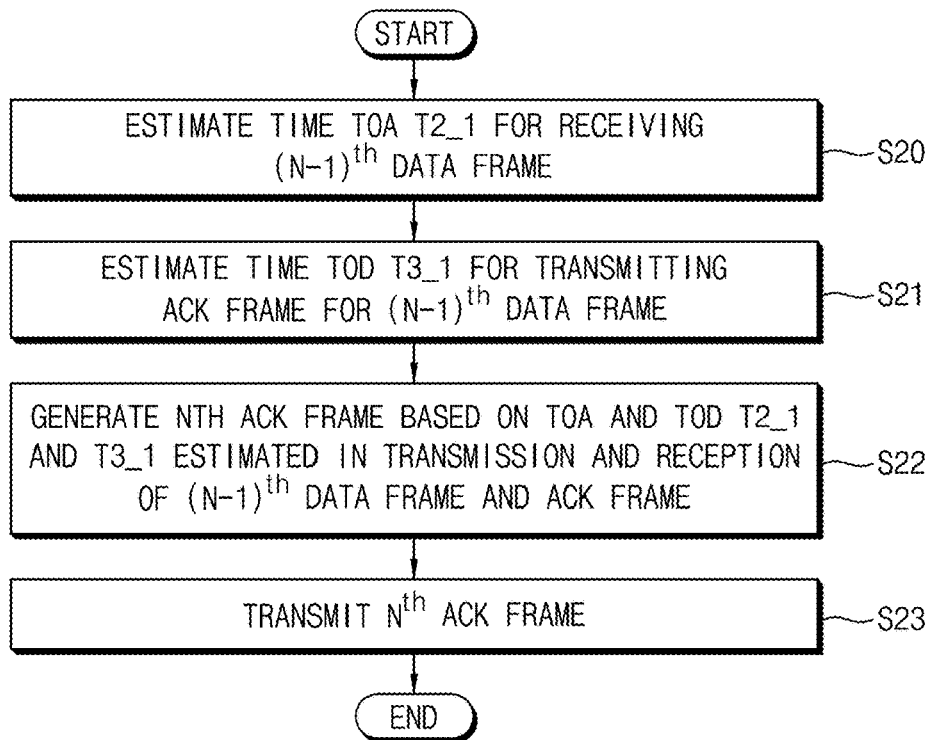 START
ESTIMATE TIME TOA T2_1 FOR RECEIVING
(N-1)th DATA FRAME
S20
ESTIMATE TIME TOD T3_1 FOR TRANSMITTING
ACK FRAME FOR (N-1)th DATA FRAME
S21
GENERATE NTH ACK FRAME BASED ON TOA AND TOD T2_1
AND T3_1 ESTIMATED IN TRANSMISSION AND RECEPTION
OF (N-1)th DATA FRAME AND ACK FRAME
S22
TRANSMIT Nth ACK FRAME
S23
END